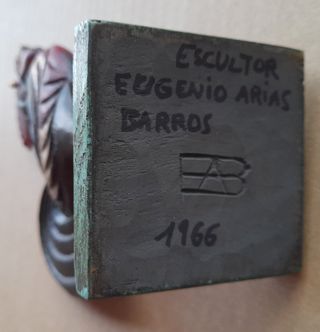 ESCULTOR
EUGENIO ARIAS
BARROS
EAB
1966